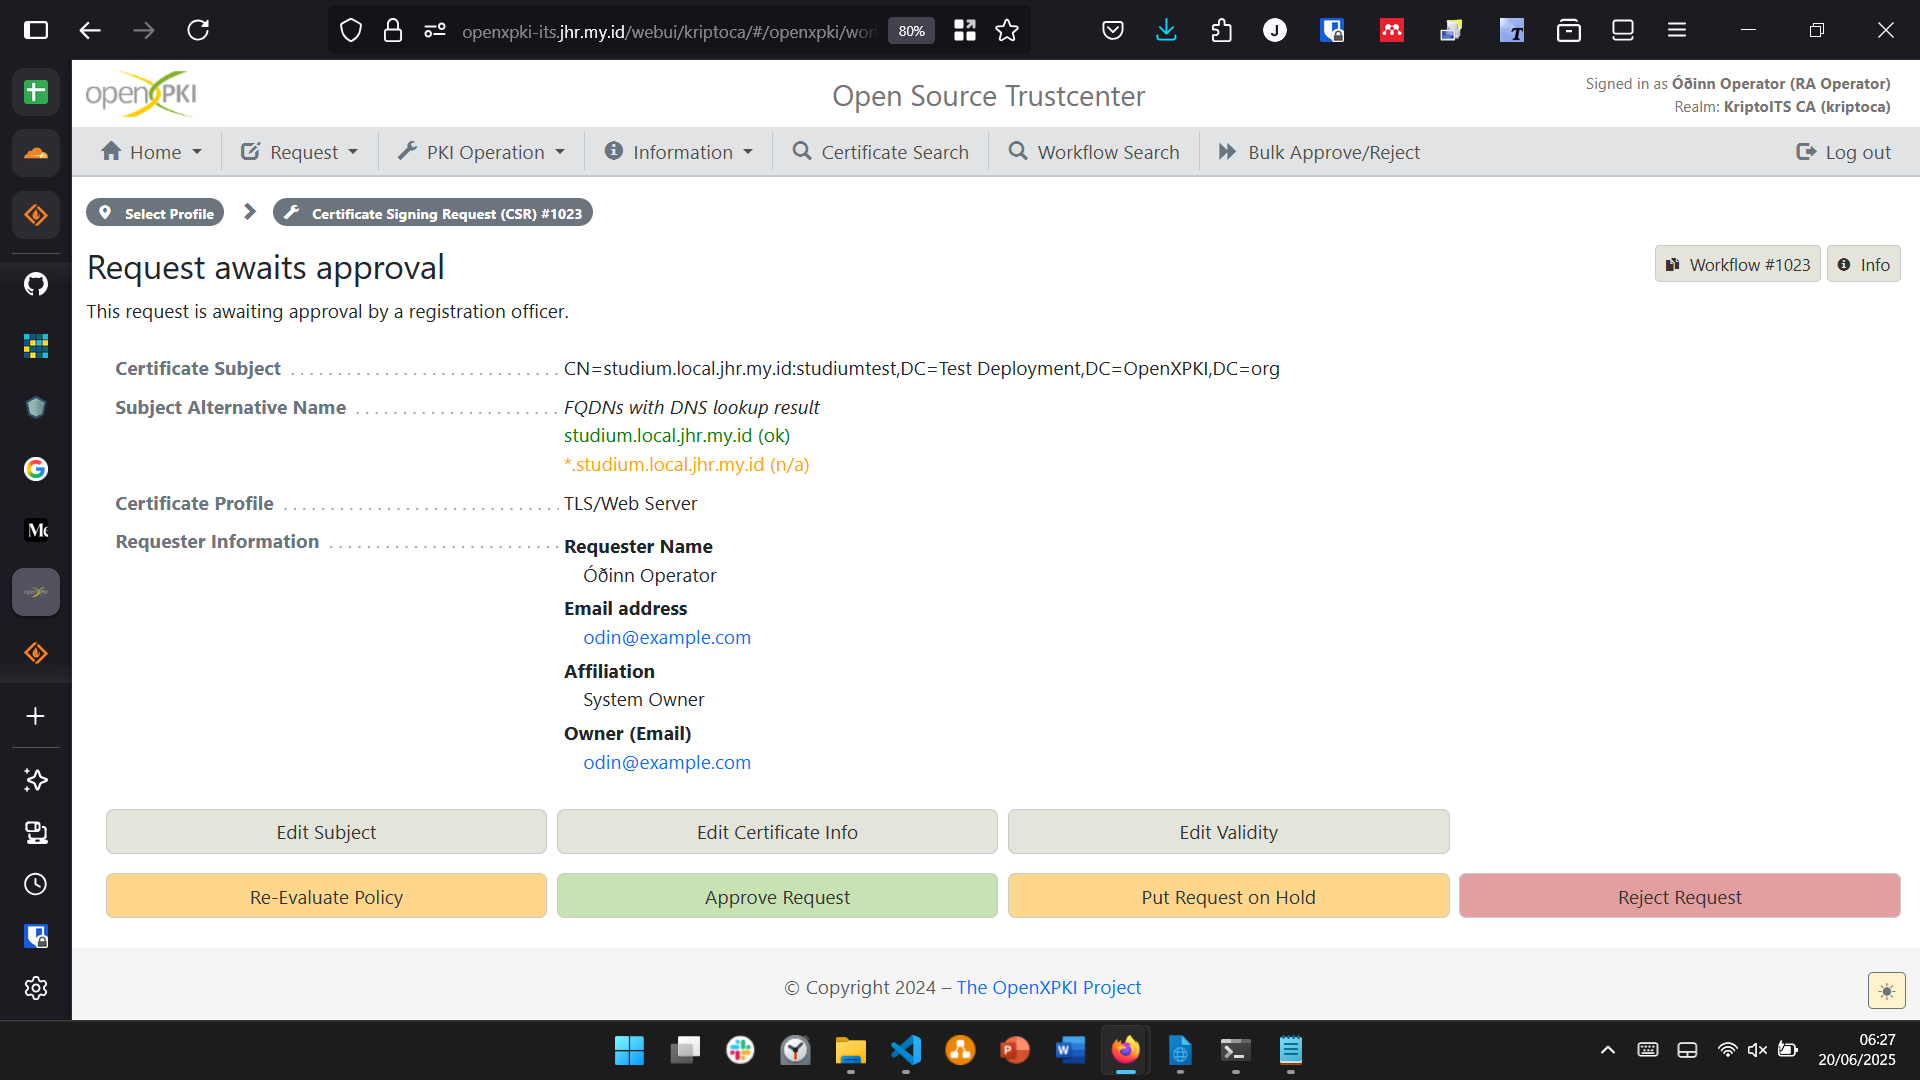 openxpki-its.jhr.my.id/webui/kriptoca/#/openxpki/wor
80%
openXPKI
Open Source Trustcenter
Signed in as Óðinn Operator (RA Operator)
Realm: KriptoITS CA (kriptoca)
Home
Request
PKI Operation
Information
Certificate Search
Workflow Search
Bulk Approve/Reject
Log out
Select Profile
Certificate Signing Request (CSR) #1023
Request awaits approval
Workflow #1023
Info
This request is awaiting approval by a registration officer.
Certificate Subject
CN=studium.local.jhr.my.id:studiumtest,DC=Test Deployment,DC=OpenXPKI,DC=org
Subject Alternative Name
FQDNs with DNS lookup result
studium.local.jhr.my.id (ok)
*.studium.local.jhr.my.id (n/a)
Certificate Profile
TLS/Web Server
Requester Information
Requester Name
Óðinn Operator
Email address
odin@example.com
Affiliation
System Owner
Owner (Email)
odin@example.com
Edit Subject
Edit Certificate Info
Edit Validity
Re-Evaluate Policy
Approve Request
Put Request on Hold
Reject Request
© Copyright 2024 – The OpenXPKI Project
06:27
20/06/2025